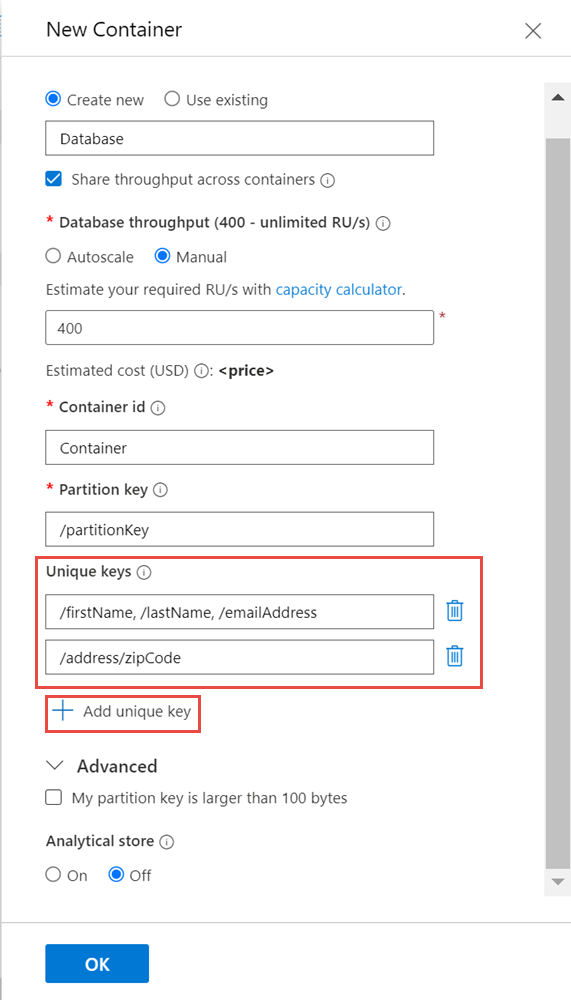 New Container
Create new Use existing
Database
Share throughput across containers
* Database throughput (400 - unlimited RU/s)
Autoscale Manual
Estimate your required RU/s with capacity calculator.
400 *
Estimated cost (USD) : <price>
* Container id
Container
* Partition key
/partitionKey
Unique keys
/firstName, /lastName, /emailAddress
/address/zipCode
Add unique key
Advanced
My partition key is larger than 100 bytes
Analytical store
On Off
OK